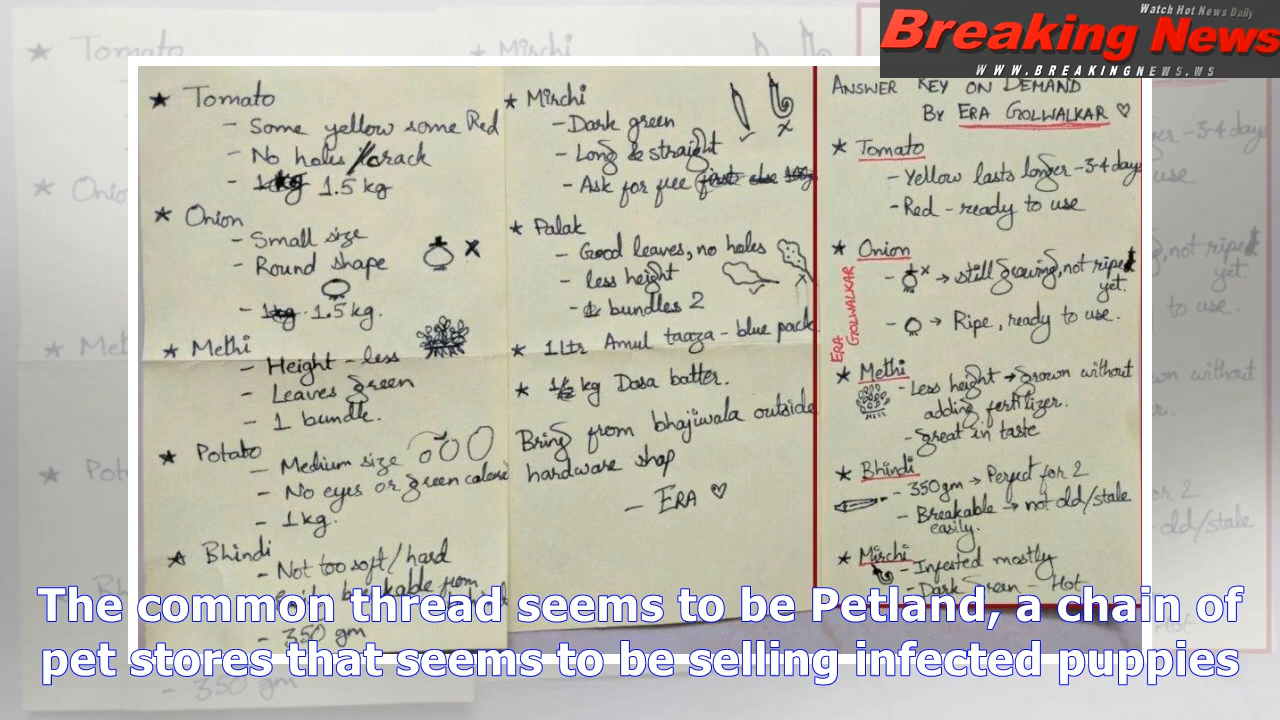 Watch Hot News Daily
Breaking News
WWW.BREAKINGNEWS.WS
★ Tomato
- Some yellow some Red
- No holes /crack
- 1.5 kg
★ Onion
- Small size
- Round shape
x
- 1kg 1.5 kg.
★ Methi
- Height - less
- Leaves green
- 1 bundle.
★ Potato
- Medium size
- No eyes or green
- 1 kg.
★ Bhindi
- Not too soft/hard
breakable from
- 350 gm
★ Mirchi
- Dark green
- Long & straight
x
- Ask for free
★ Palak
- Good leaves, no holes
- less height
x
- bundles 2
★ 1 Ltr Amul taaza - blue pack
★ kg Dosa batter.
Bring from bhajiwala outside
hardware shop
- ERA ♡
ANSWER KEY ON DEMAND
BY ERA GOLWALKAR ♡
★ Tomato
- Yellow lasts longer - 3-4 days
- Red - ready to use
★ Onion
- x → still growing, not ripe
yet.
- → Ripe, ready to use.
ERA
GOLWALKAR
★ Methi
- Less height → grown without
adding fertilizer.
- great in taste
★ Bhindi
- 350gm → Perfect for 2
- Breakable → not old/stale
easily.
★ Mirchi
- Infested mostly
- Dark Green - Hot
The common thread seems to be Petland, a chain of
pet stores that seems to be selling infected puppies